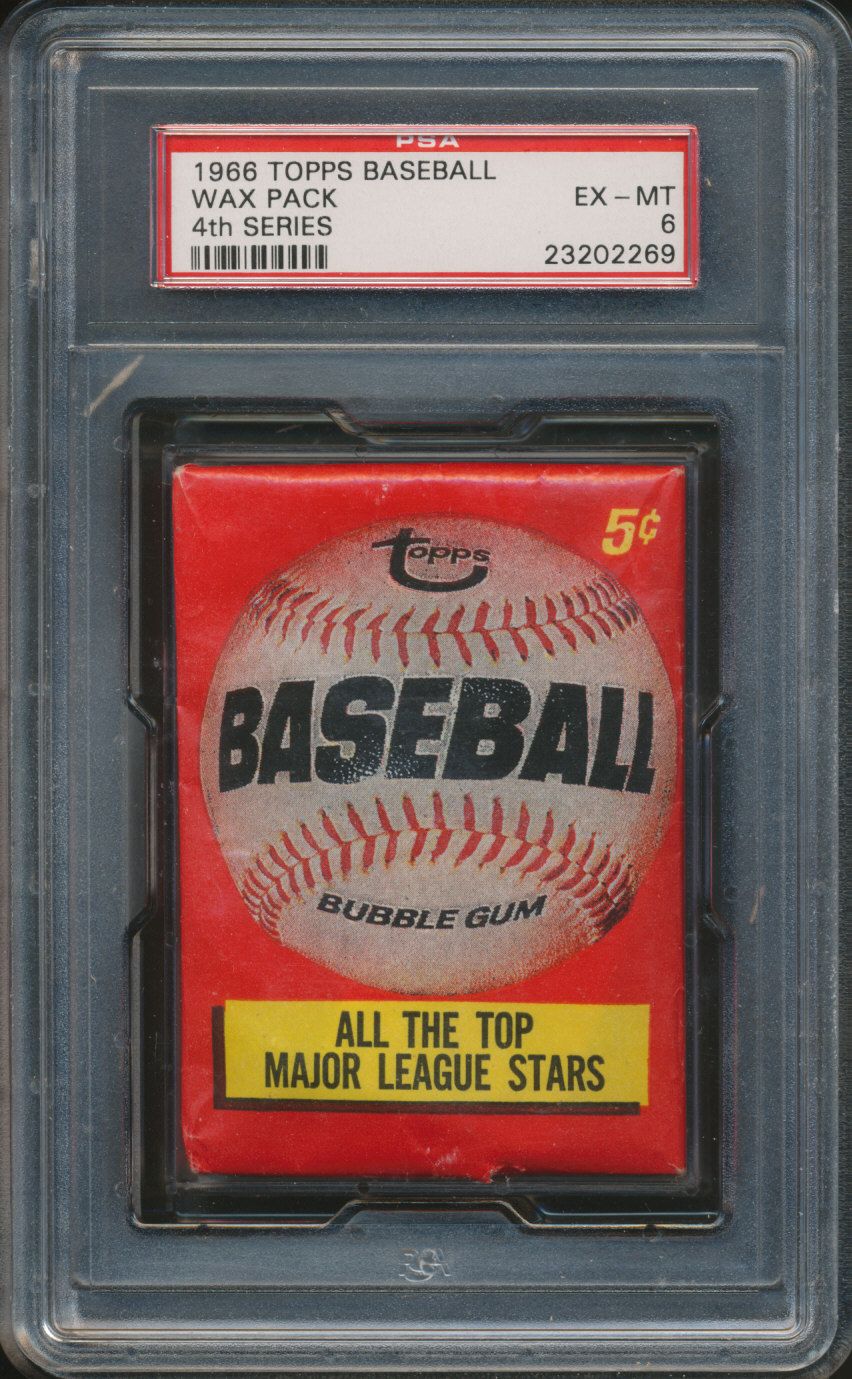 PSA
1966 TOPPS BASEBALL
WAX PACK
EX - MT
4th SERIES
6
23202269
5¢
Topps
BASEBALL
BUBBLE GUM
ALL THE TOP
MAJOR LEAGUE STARS
PSA